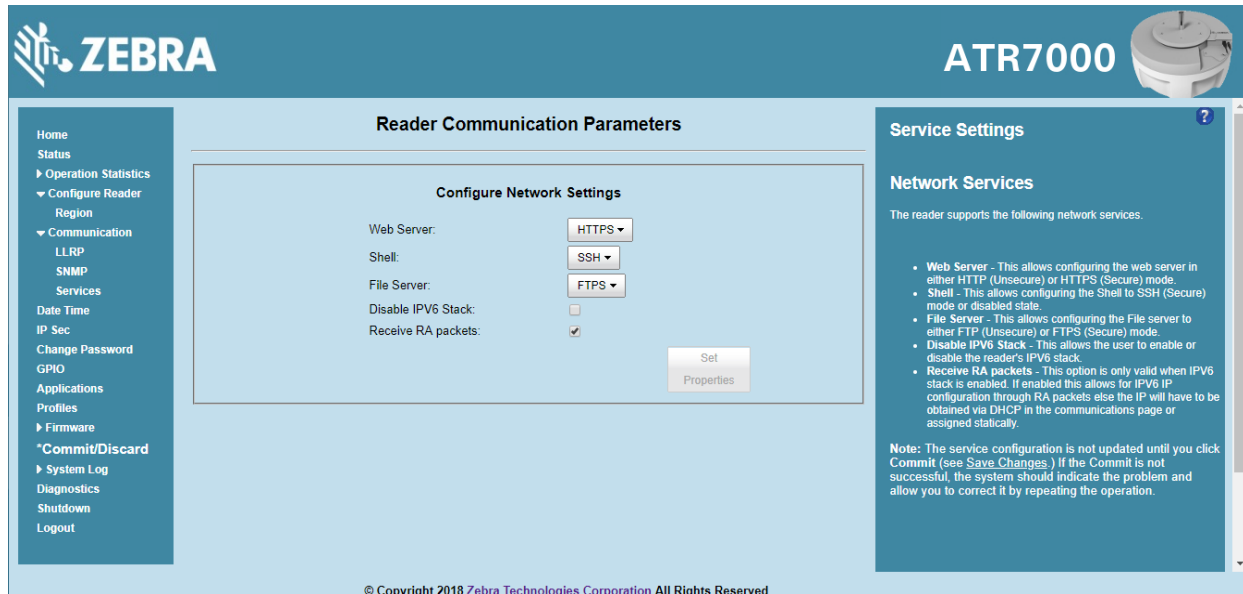 ZEBRA
ATR7000
Home
Status
Operation Statistics
Configure Reader
Region
Communication
LLRP
SNMP
Services
Date Time
IP Sec
Change Password
GPIO
Applications
Profiles
Firmware
*Commit/Discard
System Log
Diagnostics
Shutdown
Logout
Reader Communication Parameters
Configure Network Settings
Web Server: HTTPS
Shell: SSH
File Server: FTPS
Disable IPV6 Stack:
Receive RA packets:
Set
Properties
?
Service Settings
Network Services
The reader supports the following network services.
• Web Server - This allows configuring the web server in
either HTTP (Unsecure) or HTTPS (Secure) mode.
• Shell - This allows configuring the Shell to SSH (Secure)
mode or disabled state.
• File Server - This allows configuring the File server to
either FTP (Unsecure) or FTPS (Secure) mode.
• Disable IPV6 Stack - This allows the user to enable or
disable the reader's IPV6 stack.
• Receive RA packets - This option is only valid when IPV6
stack is enabled. If enabled this allows for IPV6 IP
configuration through RA packets else the IP will have to be
obtained via DHCP in the communications page or
assigned statically.
Note: The service configuration is not updated until you click
Commit (see Save Changes.) If the Commit is not
successful, the system should indicate the problem and
allow you to correct it by repeating the operation.
© Copyright 2018 Zebra Technologies Corporation All Rights Reserved